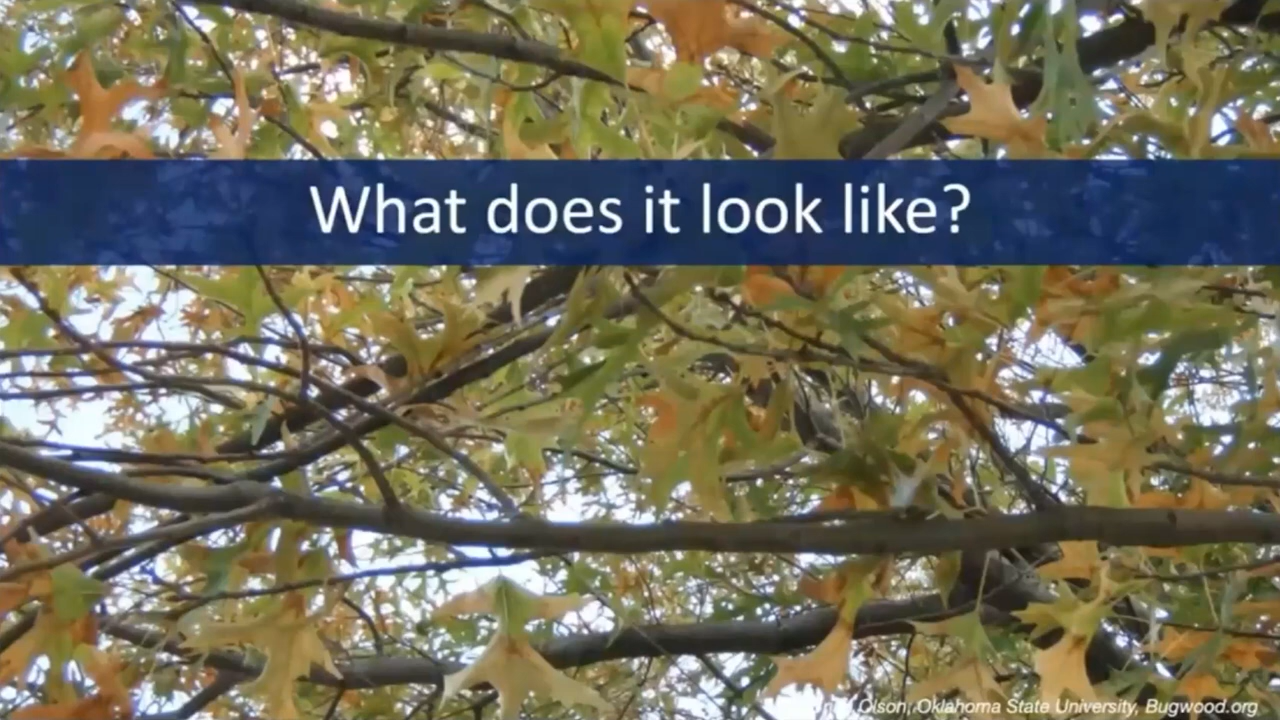 What does it look like?
Olson, Oklahoma State University, Bugwood.org